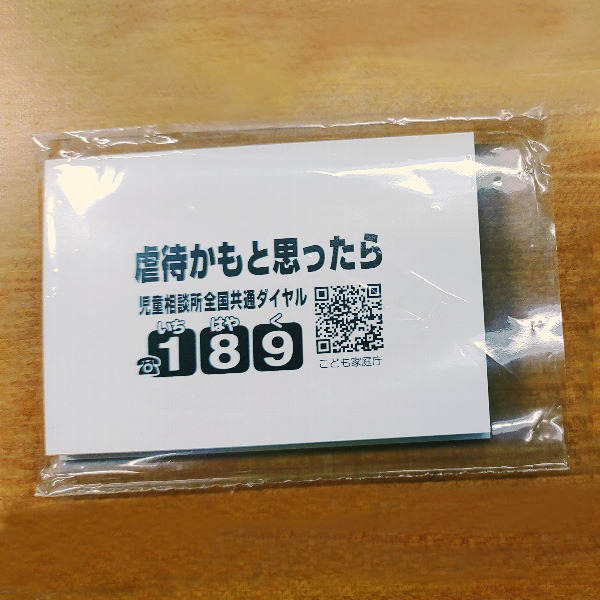 虐待かもと思ったら
児童相談所全国共通ダイヤル
いち はや く
☎189
こども家庭庁